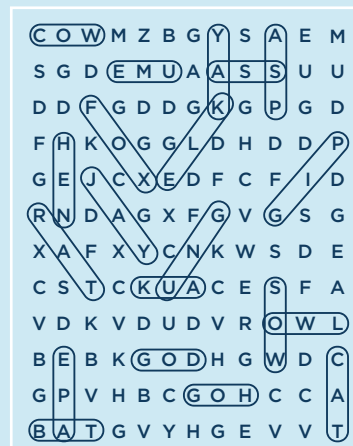 C O W M Z B G Y S A E M
S G D E M U A A S S U U
D D F G D D G K G P G D
F H K O G G L D H D D P
G E J C X E D F C F I D
R N D A G X F G V G S G
X A F X Y C N K W S D E
C S T C K U A C E S F A
V D K V D U D V R O W L
B E B K G O D H G W D C
G P V H B C G O H C C A
B A T G V Y H G E V V T